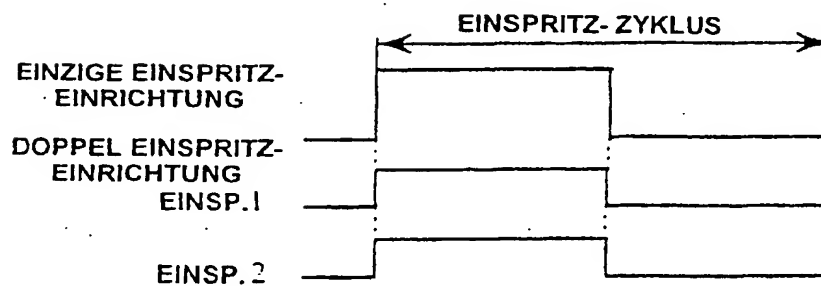 EINSPRITZ- ZYKLUS
EINZIGE EINSPRITZ-
EINRICHTUNG
DOPPEL EINSPRITZ-
EINRICHTUNG
EINSP.1
EINSP.2